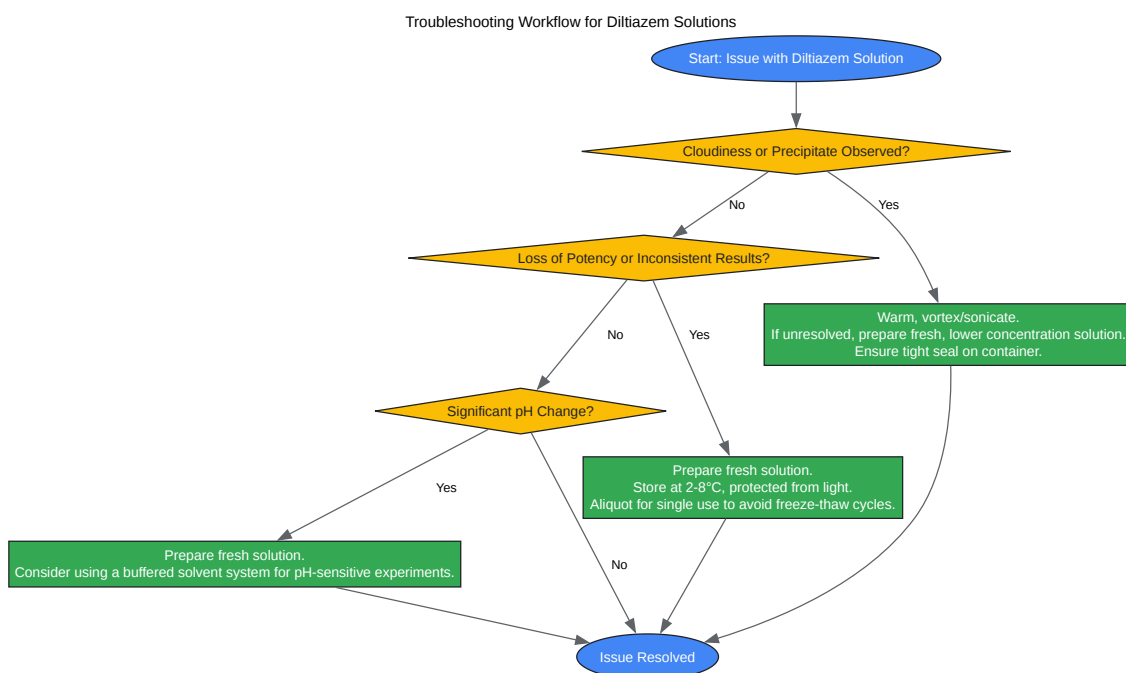 Troubleshooting Workflow for Diltiazem Solutions
Start: Issue with Diltiazem Solution
Cloudiness or Precipitate Observed?
No
Yes
Loss of Potency or Inconsistent Results?
Warm, vortex/sonicate.
If unresolved, prepare fresh, lower concentration solution.
Ensure tight seal on container.
No
Yes
Significant pH Change?
Prepare fresh solution.
Store at 2-8°C, protected from light.
Aliquot for single use to avoid freeze-thaw cycles.
Yes
No
Prepare fresh solution.
Consider using a buffered solvent system for pH-sensitive experiments.
Issue Resolved